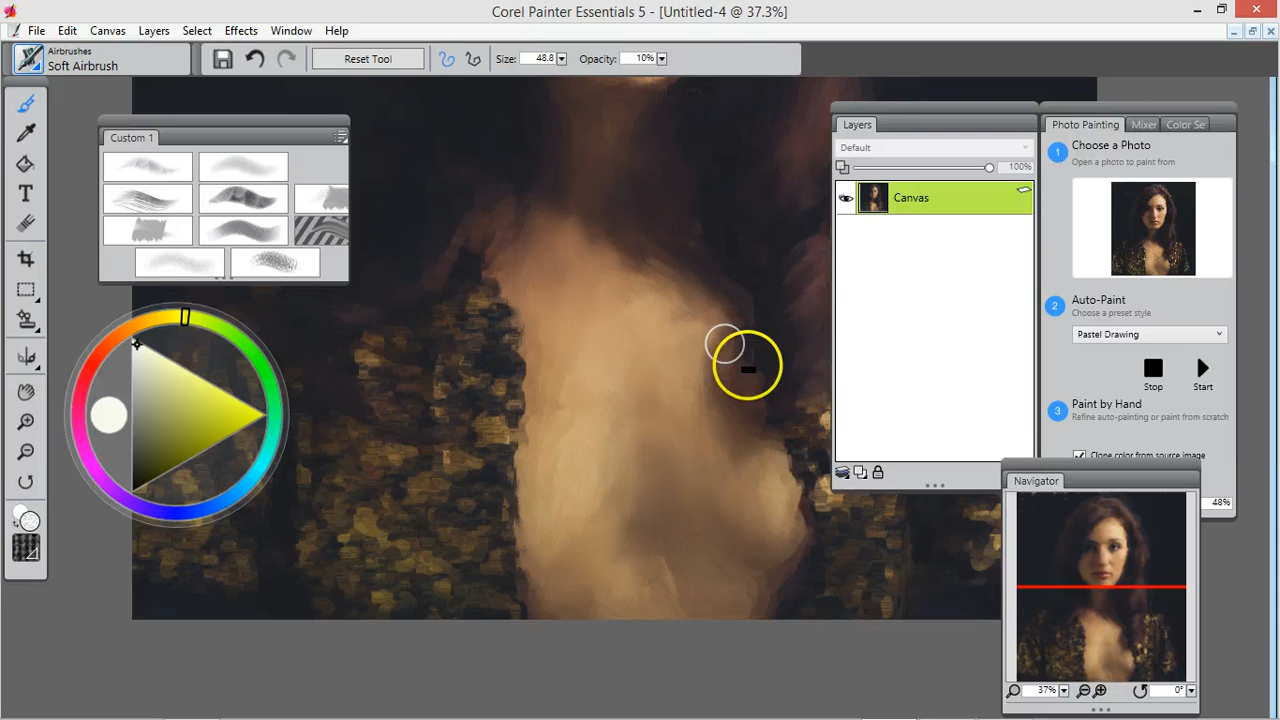 Corel Painter Essentials 5 - [Untitled-4 @ 37.3%]
File Edit Canvas Layers Select Effects Window Help
Airbrushes
Soft Airbrush
Reset Tool
Size: 48.8
Opacity: 10%
Custom 1
Layers
Default
100%
Canvas
Photo Painting Mixer Color Se
1 Choose a Photo
Open a photo to paint from
2 Auto-Paint
Choose a preset style
Pastel Drawing
Stop Start
3 Paint by Hand
Refine auto-painting or paint from scratch
Clone color from source image
48%
Navigator
37% 0°
T